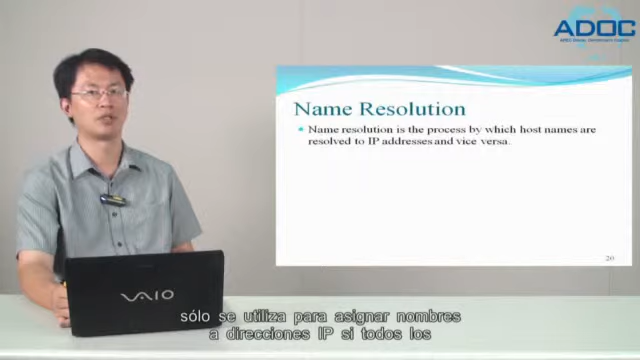 ADOC
Name Resolution
Name resolution is the process by which host names are
resolved to IP addresses and vice versa.
20
VAIO
sólo se utiliza para asignar nombres
a direcciones IP si todos los